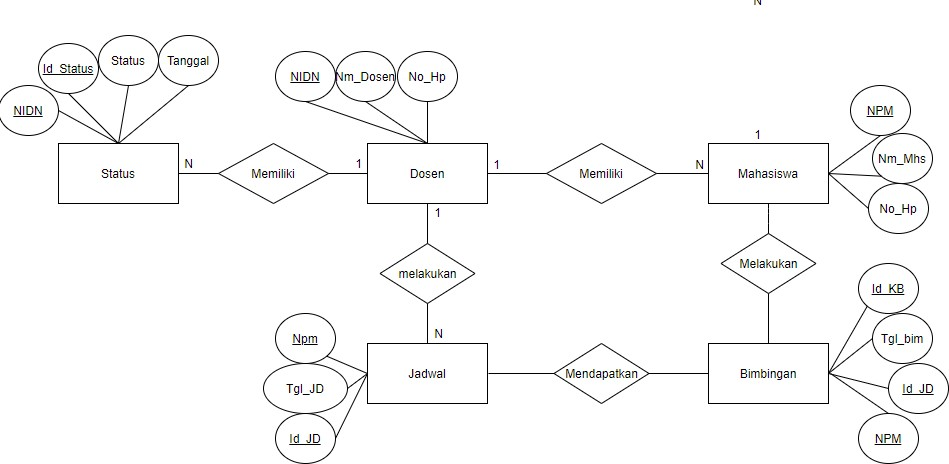 N
Id_Status
Status
Tanggal
NIDN
NIDN
Nm_Dosen
No_Hp
NPM
Nm_Mhs
No_Hp
Status
N
Memiliki
1
Dosen
1
Memiliki
N
1
Mahasiswa
1
melakukan
N
Melakukan
Id_KB
Tgl_bim
Id_JD
NPM
Npm
Tgl_JD
Id_JD
Jadwal
Mendapatkan
Bimbingan